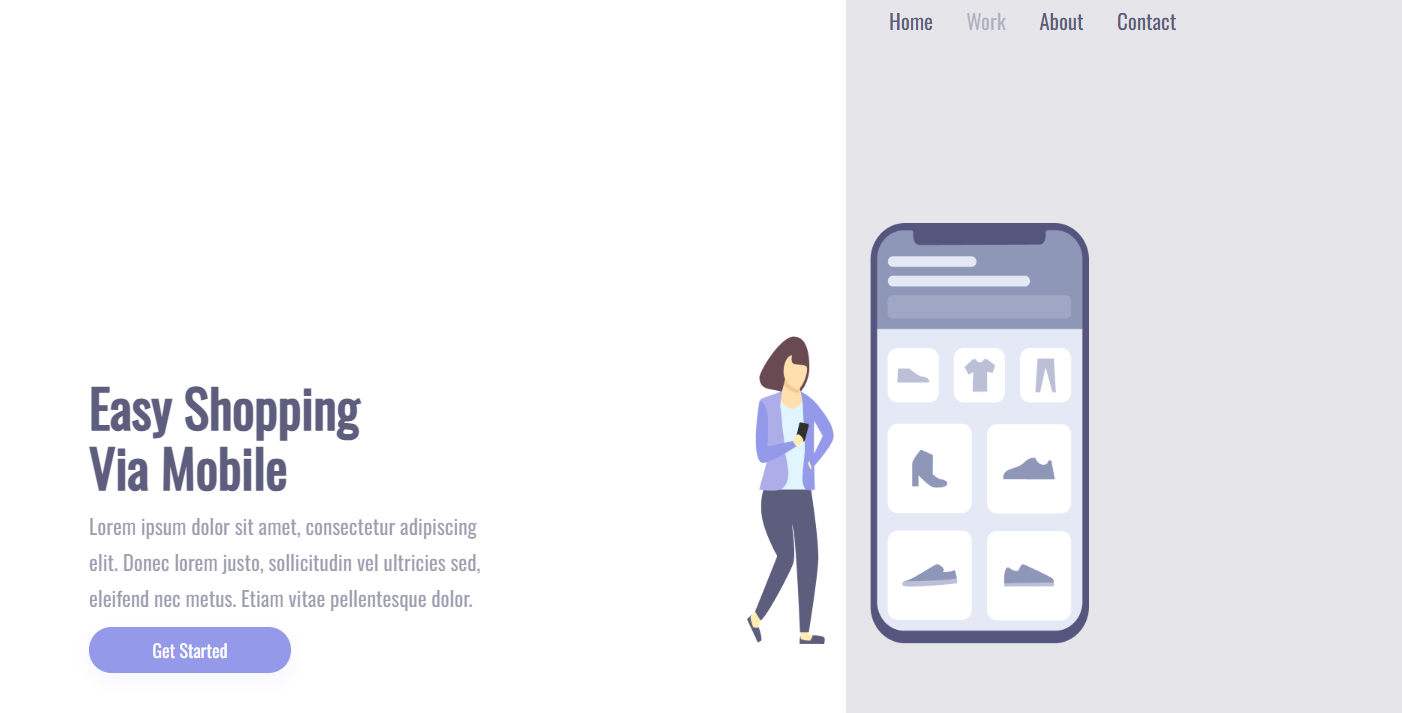 Home Work About Contact
Easy Shopping
Via Mobile
Lorem ipsum dolor sit amet, consectetur adipiscing
elit. Donec lorem justo, sollicitudin vel ultricies sed,
eleifend nec metus. Etiam vitae pellentesque dolor.
Get Started